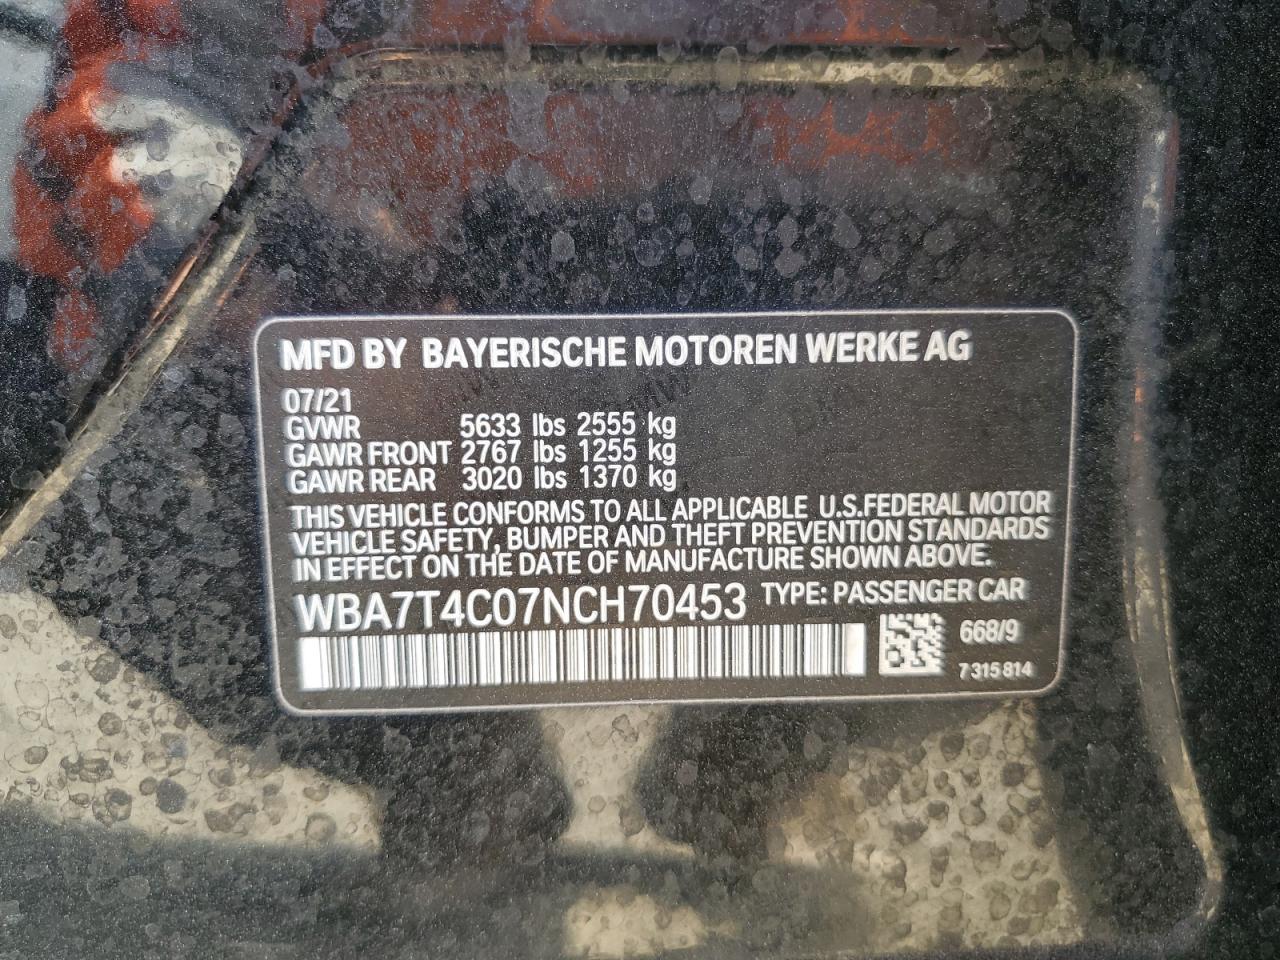 MFD BY BAYERISCHE MOTOREN WERKE AG
07/21
GVWR 5633 lbs 2555 kg
GAWR FRONT 2767 lbs 1255 kg
GAWR REAR 3020 lbs 1370 kg
THIS VEHICLE CONFORMS TO ALL APPLICABLE U.S.FEDERAL MOTOR
VEHICLE SAFETY, BUMPER AND THEFT PREVENTION STANDARDS
IN EFFECT ON THE DATE OF MANUFACTURE SHOWN ABOVE.
WBA7T4C07NCH70453 TYPE: PASSENGER CAR
668/9
7 315 814